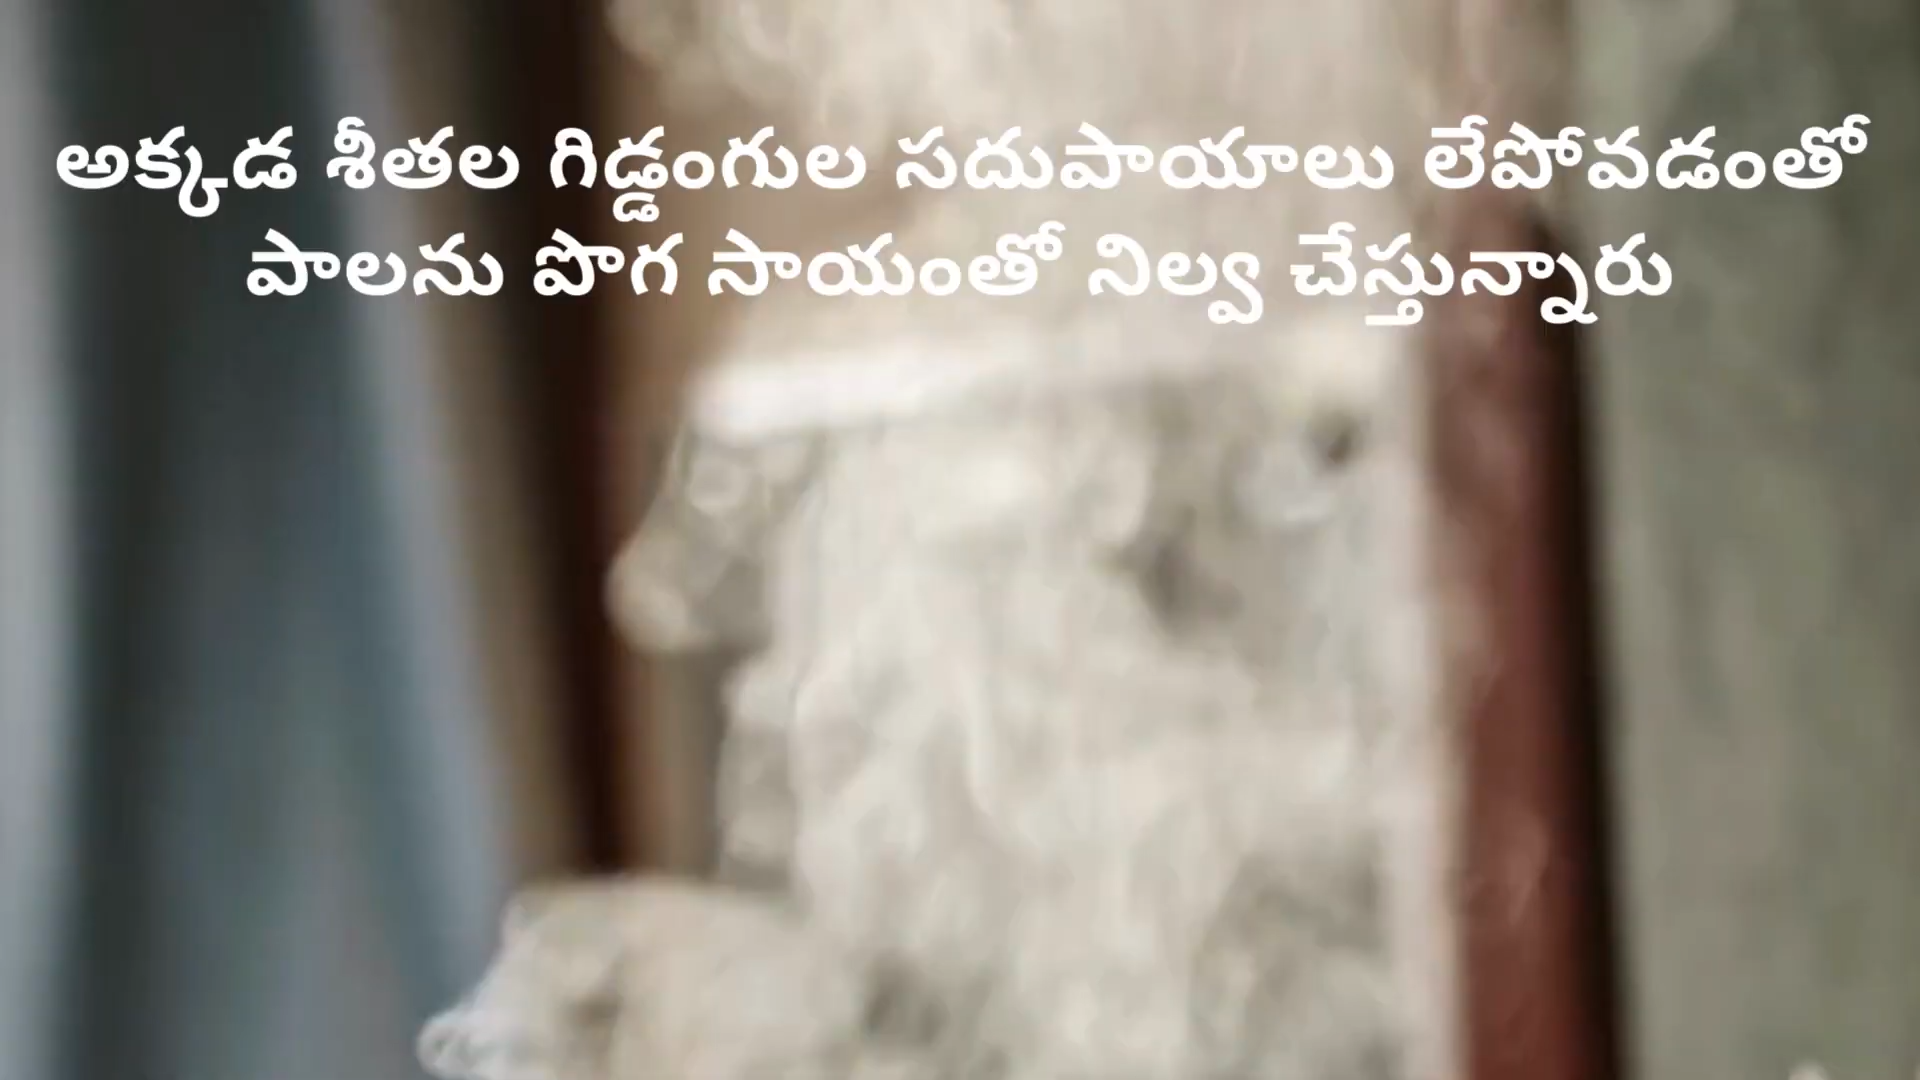 అక్కడ శీతల గిడ్డంగుల సదుపాయాలు లేపోవడంతో
పాలను పొగ సాయంతో నిల్వ చేస్తున్నారు